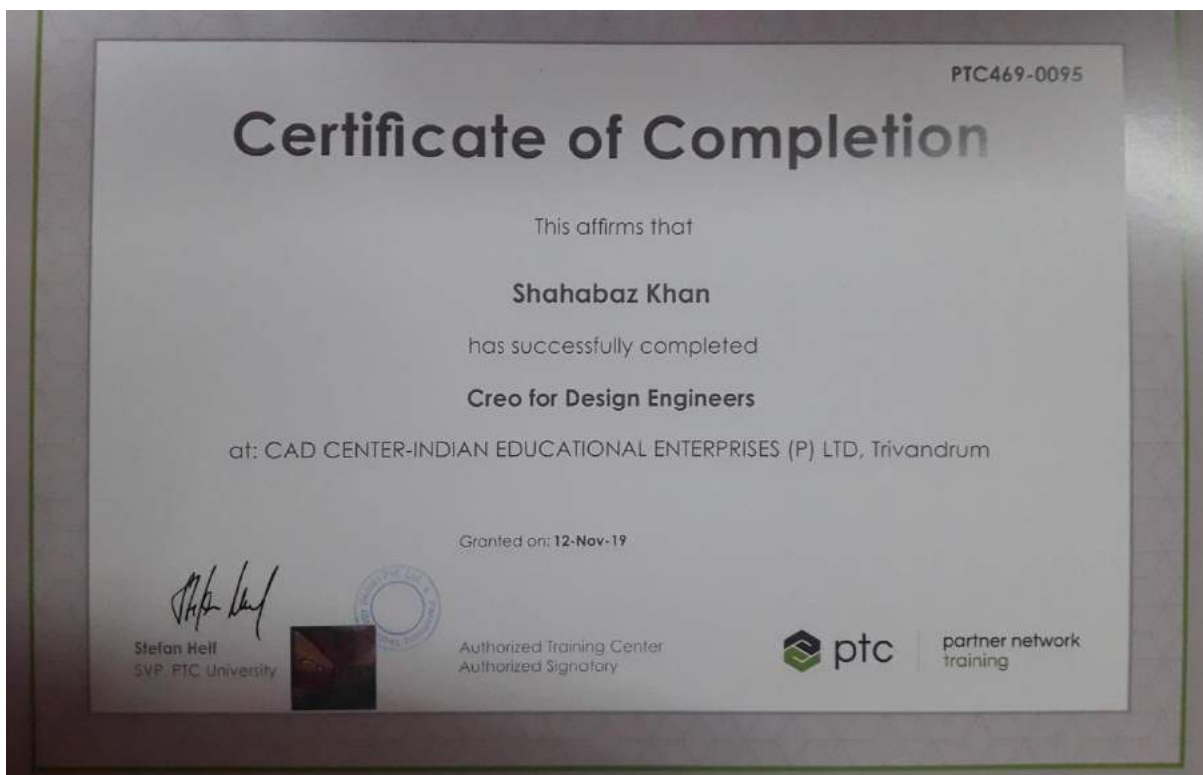 PTC469-0095
Certificate of Completion
This affirms that
Shahabaz Khan
has successfully completed
Creo for Design Engineers
at: CAD CENTER-INDIAN EDUCATIONAL ENTERPRISES (P) LTD, Trivandrum
Granted on: 12-Nov-19
Stefan Helf
SVP PTC University
Authorized Training Center
Authorized Signatory
ptc
partner network
training